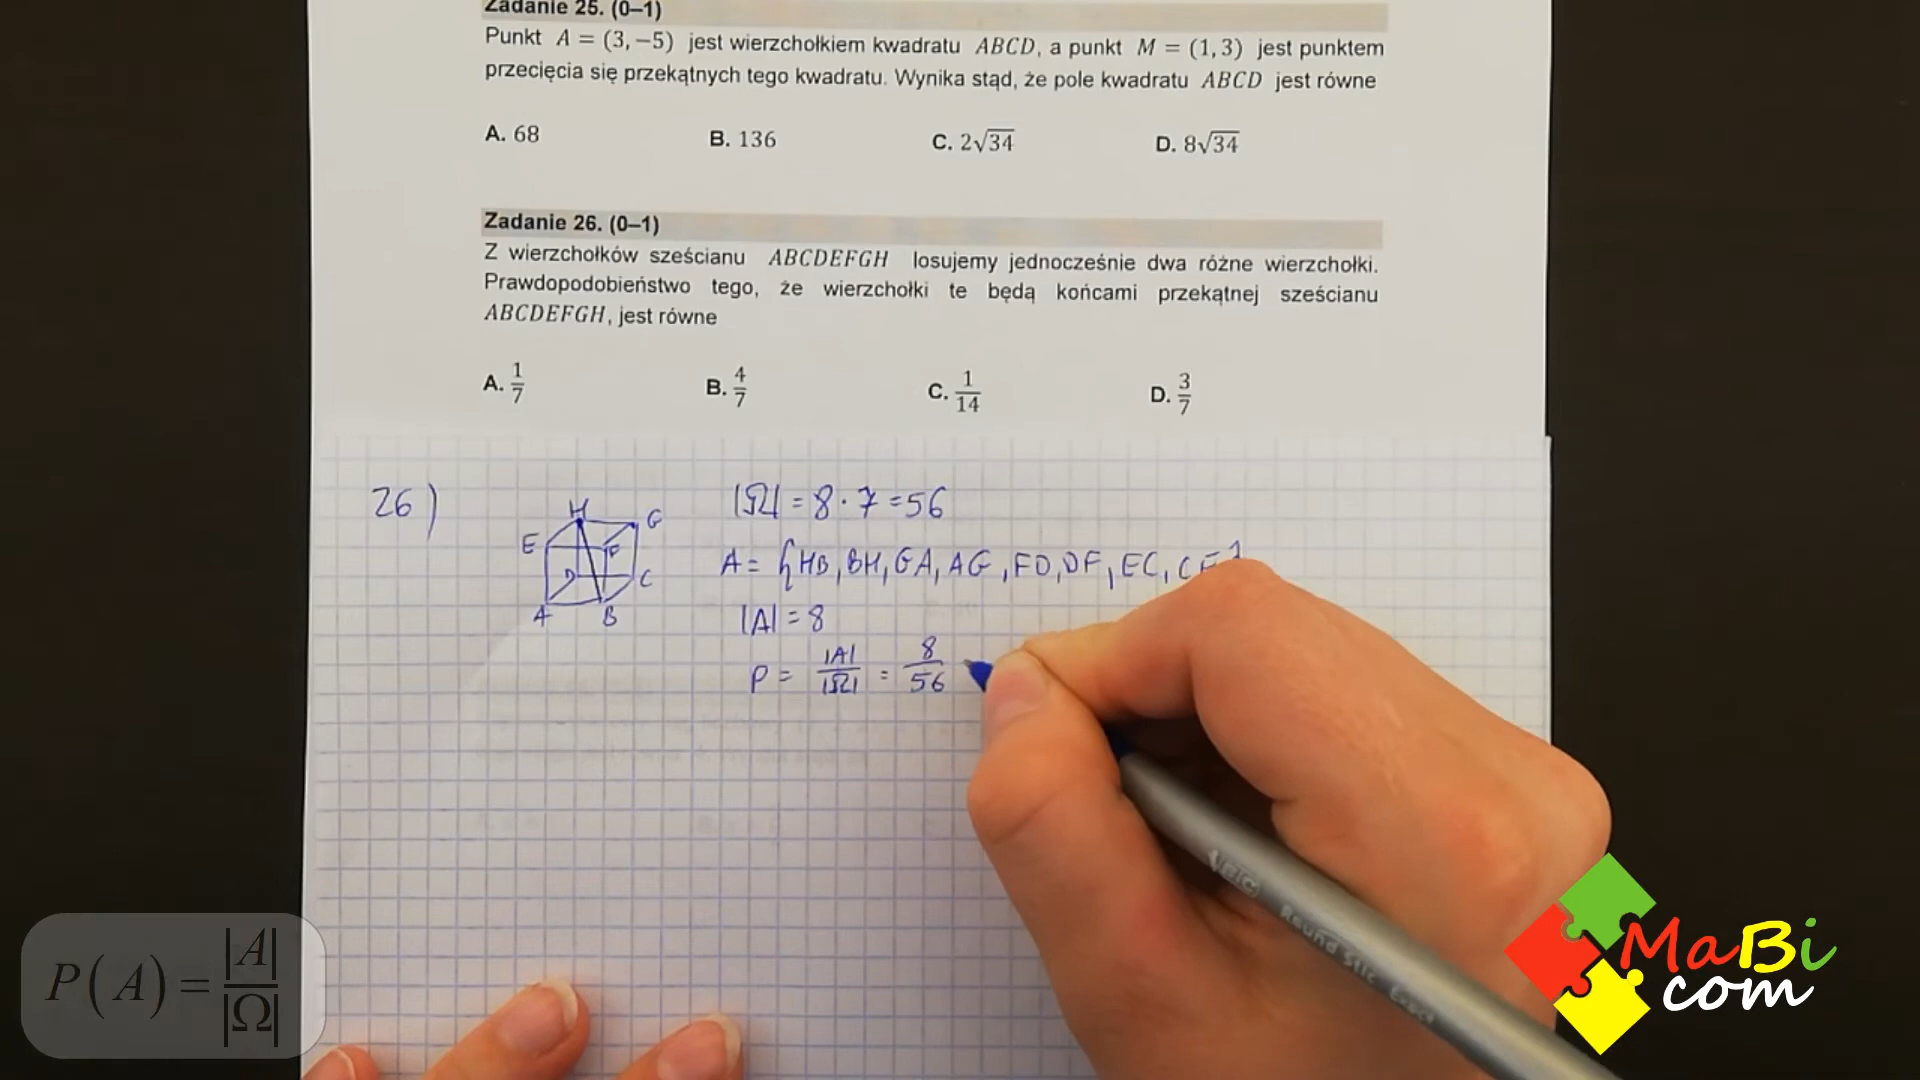 Zadanie 25. (0–1)
Punkt A = (3, −5) jest wierzchołkiem kwadratu ABCD, a punkt M = (1, 3) jest punktem
przecięcia się przekątnych tego kwadratu. Wynika stąd, że pole kwadratu ABCD jest równe
A. 68 B. 136 C. 2√34 D. 8√34
Zadanie 26. (0–1)
Z wierzchołków sześcianu ABCDEFGH losujemy jednocześnie dwa różne wierzchołki.
Prawdopodobieństwo tego, że wierzchołki te będą końcami przekątnej sześcianu
ABCDEFGH, jest równe
A. 1/7 B. 4/7 C. 1/14 D. 3/7
26)
H G
E F
D C
A B
|Ω| = 8 · 7 = 56
A = {HB, BH, GA, AG, FD, DF, EC, CE}
|A| = 8
P = |A|/|Ω| = 8/56
P(A) = |A|/|Ω|
MaBi
com
Round Stic Exact